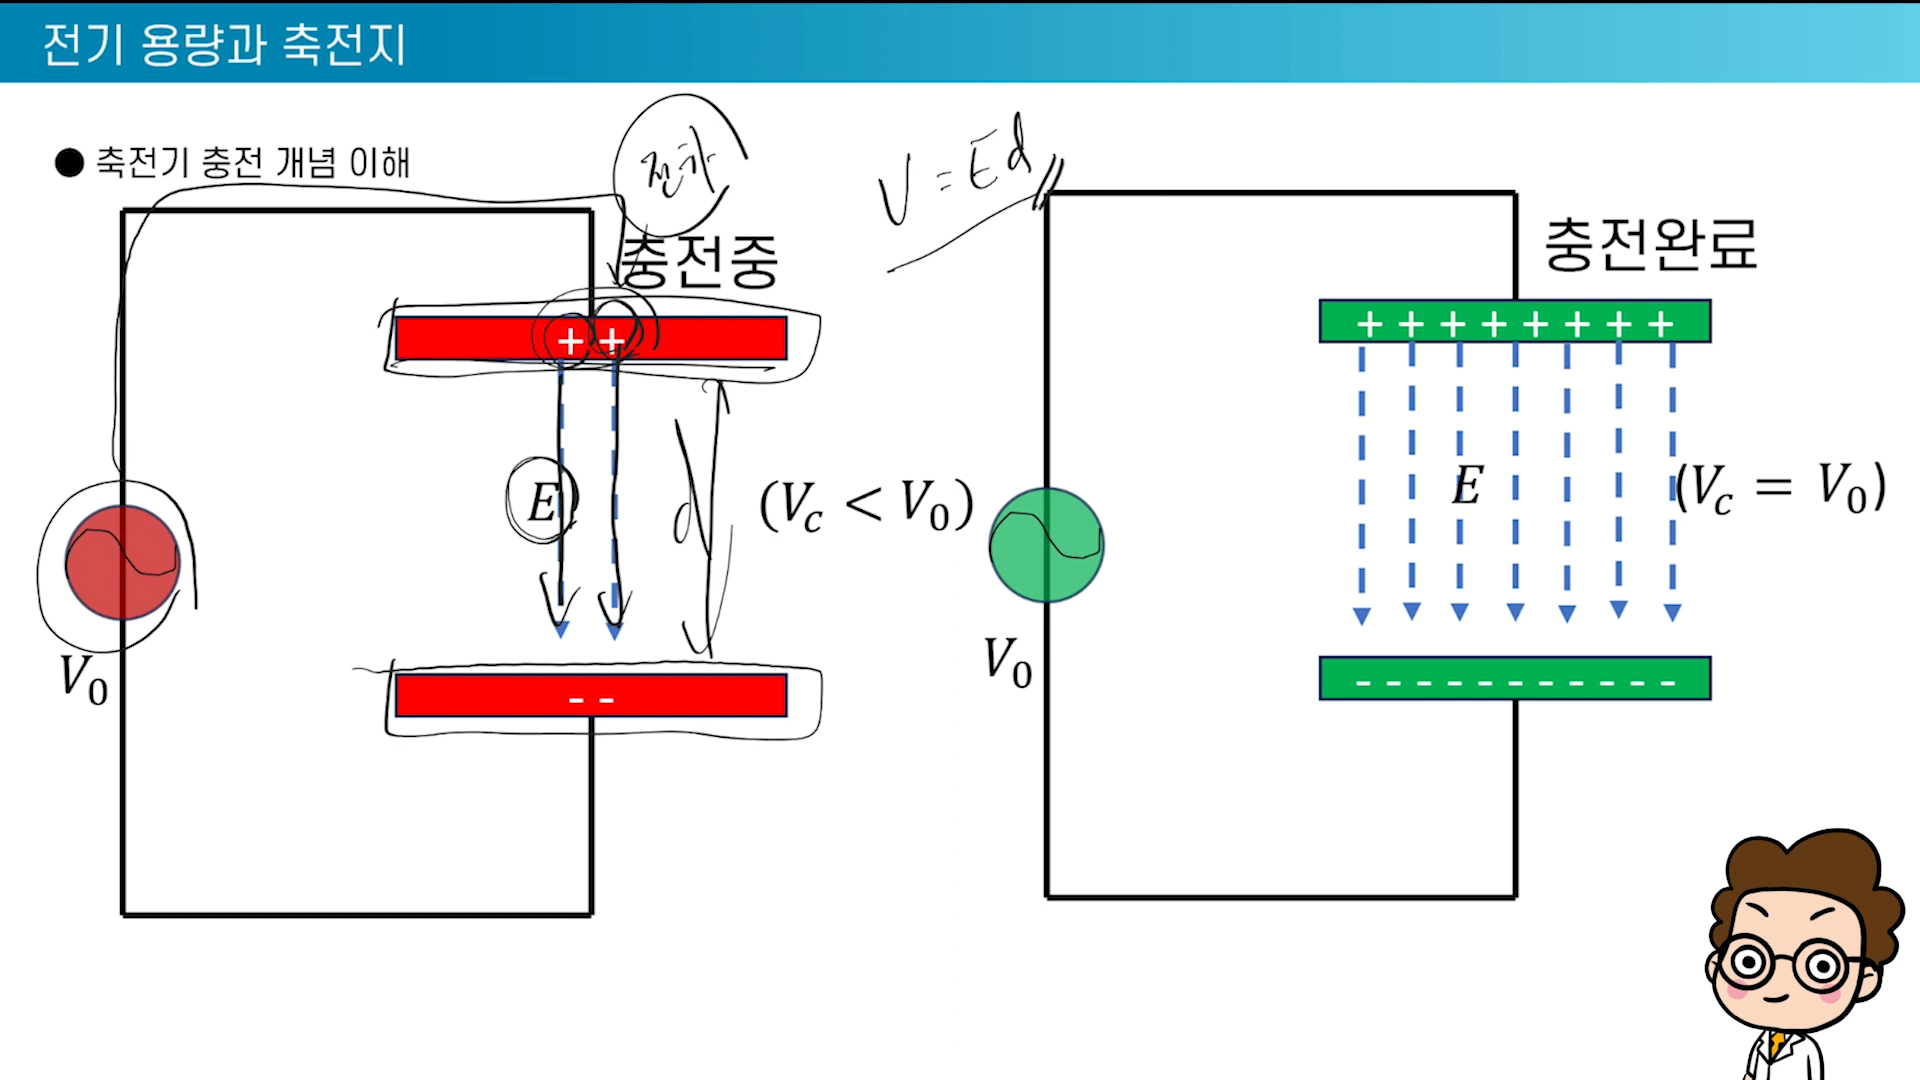 전기 용량과 축전지
● 축전기 충전 개념 이해
전하
V = Ed
충전중
충전완료
+ +
+ + + + + + + +
E
d
(V_c < V_0)
E
(V_c = V_0)
V_0
V_0
- -
- - - - - - - - - - -